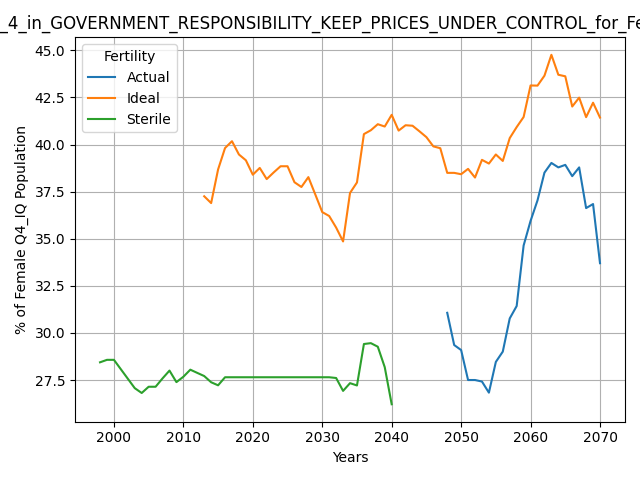 _4_in_GOVERNMENT_RESPONSIBILITY_KEEP_PRICES_UNDER_CONTROL_for_Fe
Fertility
Actual
Ideal
Sterile
% of Female Q4_IQ Population
45.0
42.5
40.0
37.5
35.0
32.5
30.0
27.5
2000 2010 2020 2030 2040 2050 2060 2070
Years